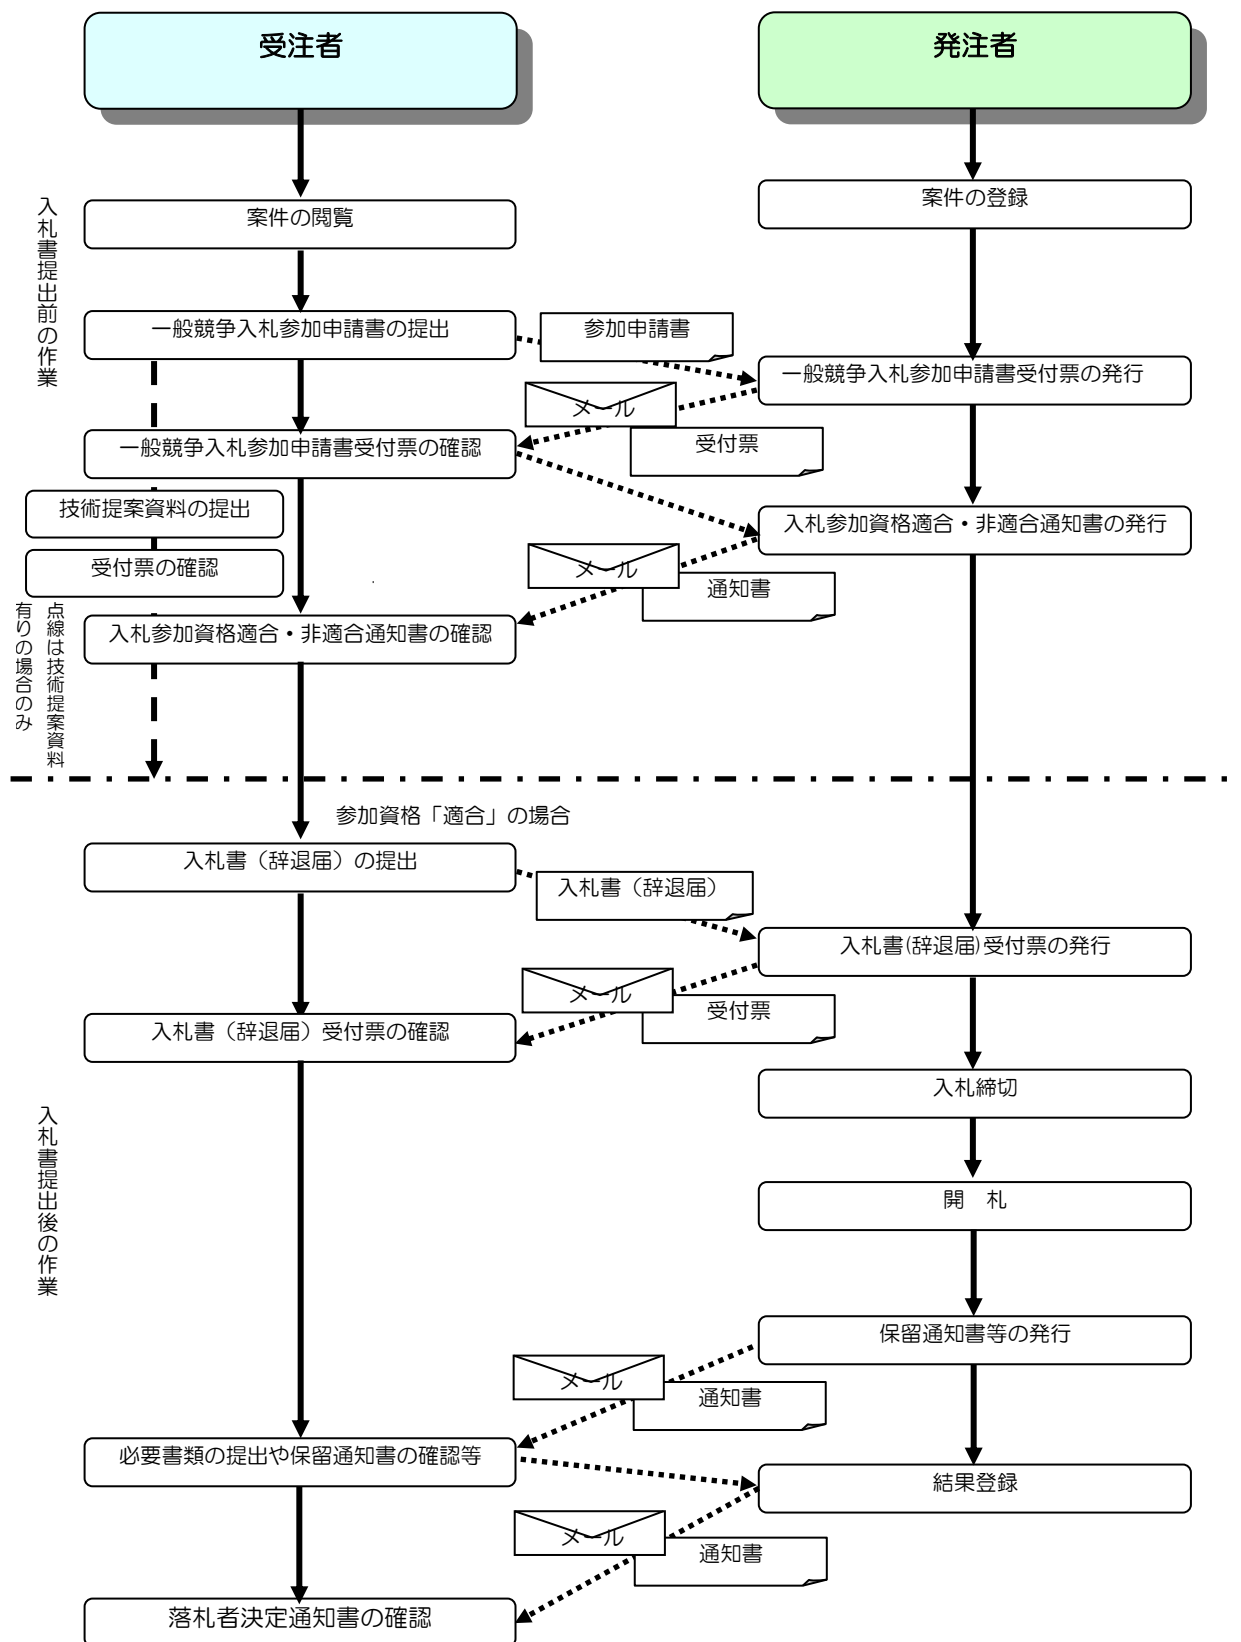 受注者
発注者
入札書提出前の作業
案件の登録
案件の閲覧
一般競争入札参加申請書の提出
参加申請書
一般競争入札参加申請書受付票の発行
メール
受付票
一般競争入札参加申請書受付票の確認
技術提案資料の提出
入札参加資格適合・非適合通知書の発行
受付票の確認
メール
通知書
点線は技術提案資料
有りの場合のみ
入札参加資格適合・非適合通知書の確認
参加資格「適合」の場合
入札書（辞退届）の提出
入札書（辞退届）
入札書(辞退届)受付票の発行
メール
受付票
入札書（辞退届）受付票の確認
入札締切
入札書提出後の作業
開　札
保留通知書等の発行
メール
通知書
必要書類の提出や保留通知書の確認等
結果登録
メール
通知書
落札者決定通知書の確認